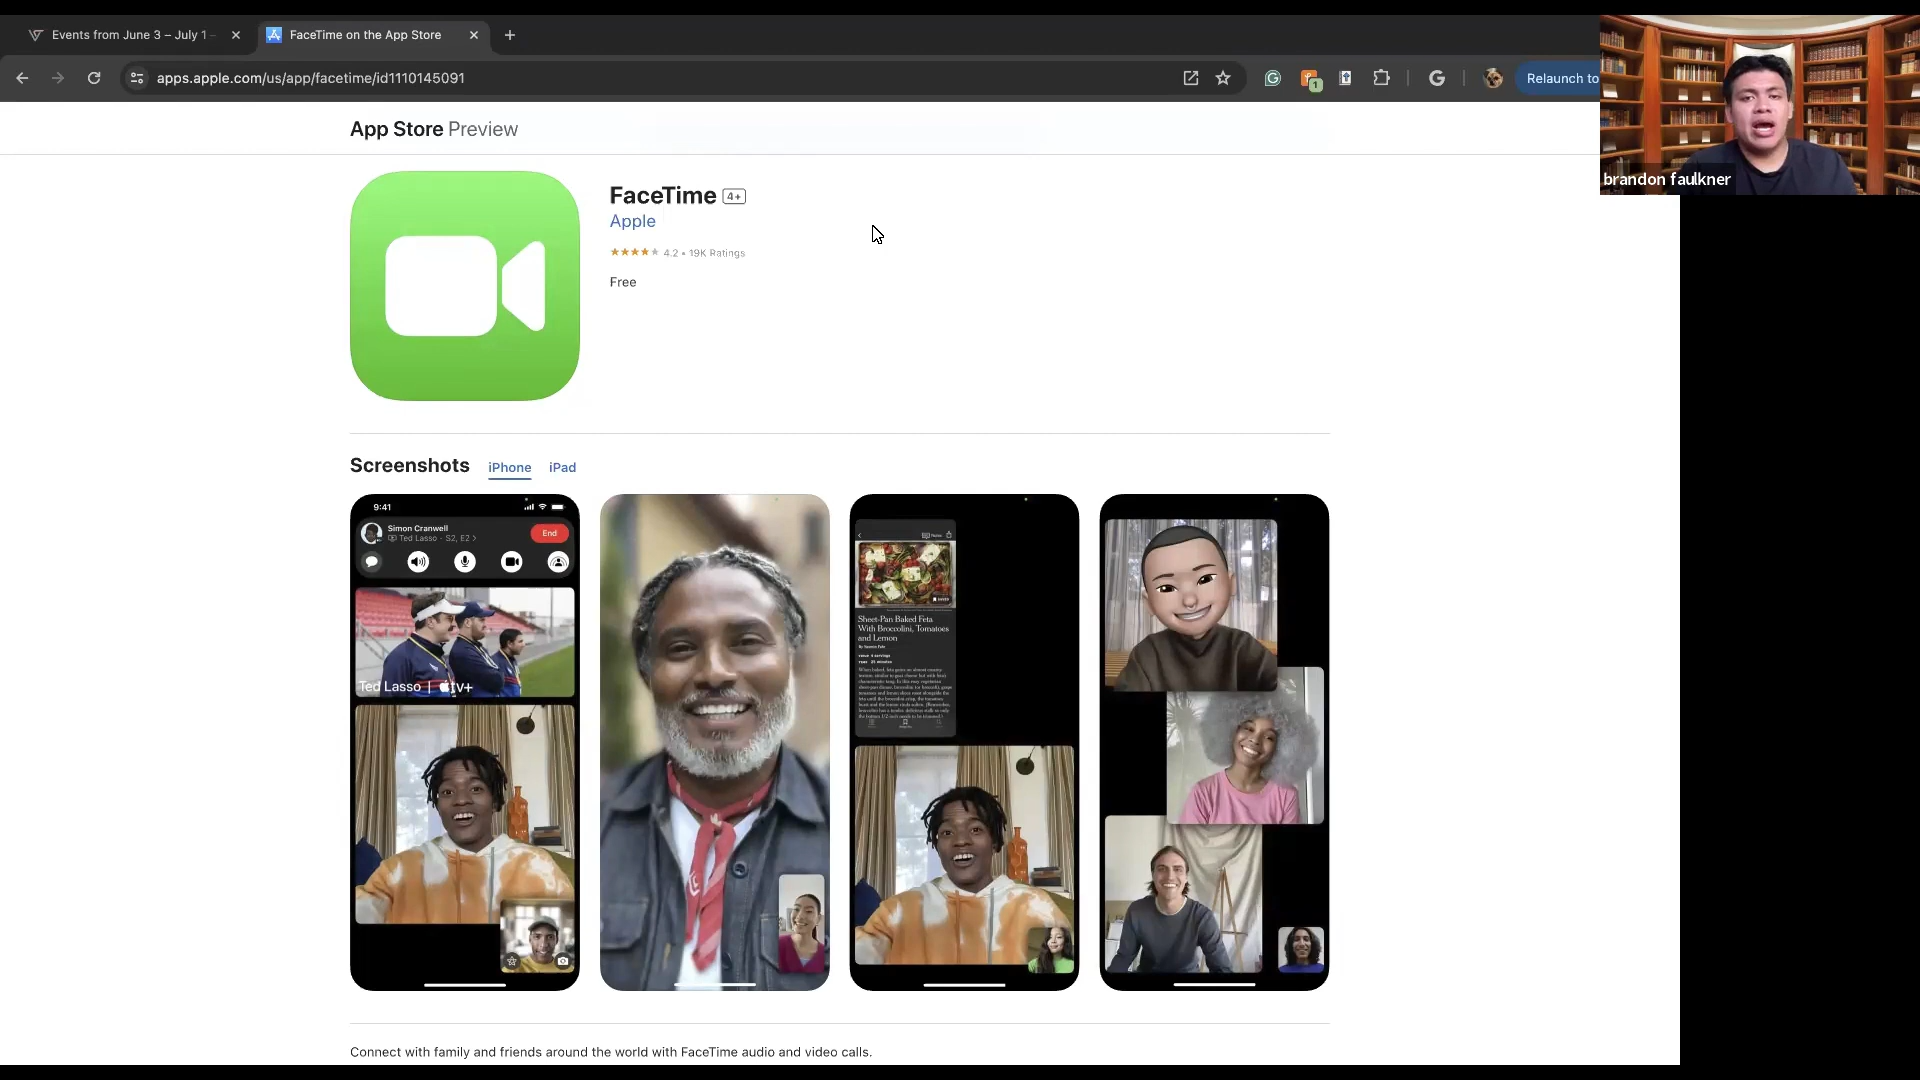 Events from June 3 – July 1 –
FaceTime on the App Store
apps.apple.com/us/app/facetime/id1110145091
1
Relaunch to
brandon faulkner
App Store Preview
FaceTime 4+
Apple
4.2 • 19K Ratings
Free
Screenshots iPhone iPad
9:41
Simon Cranwell
Ted Lasso · S2, E2 >
End
Ted Lasso | tv+
Sheet-Pan Baked Feta
With Broccolini, Tomatoes
and Lemon
Connect with family and friends around the world with FaceTime audio and video calls.